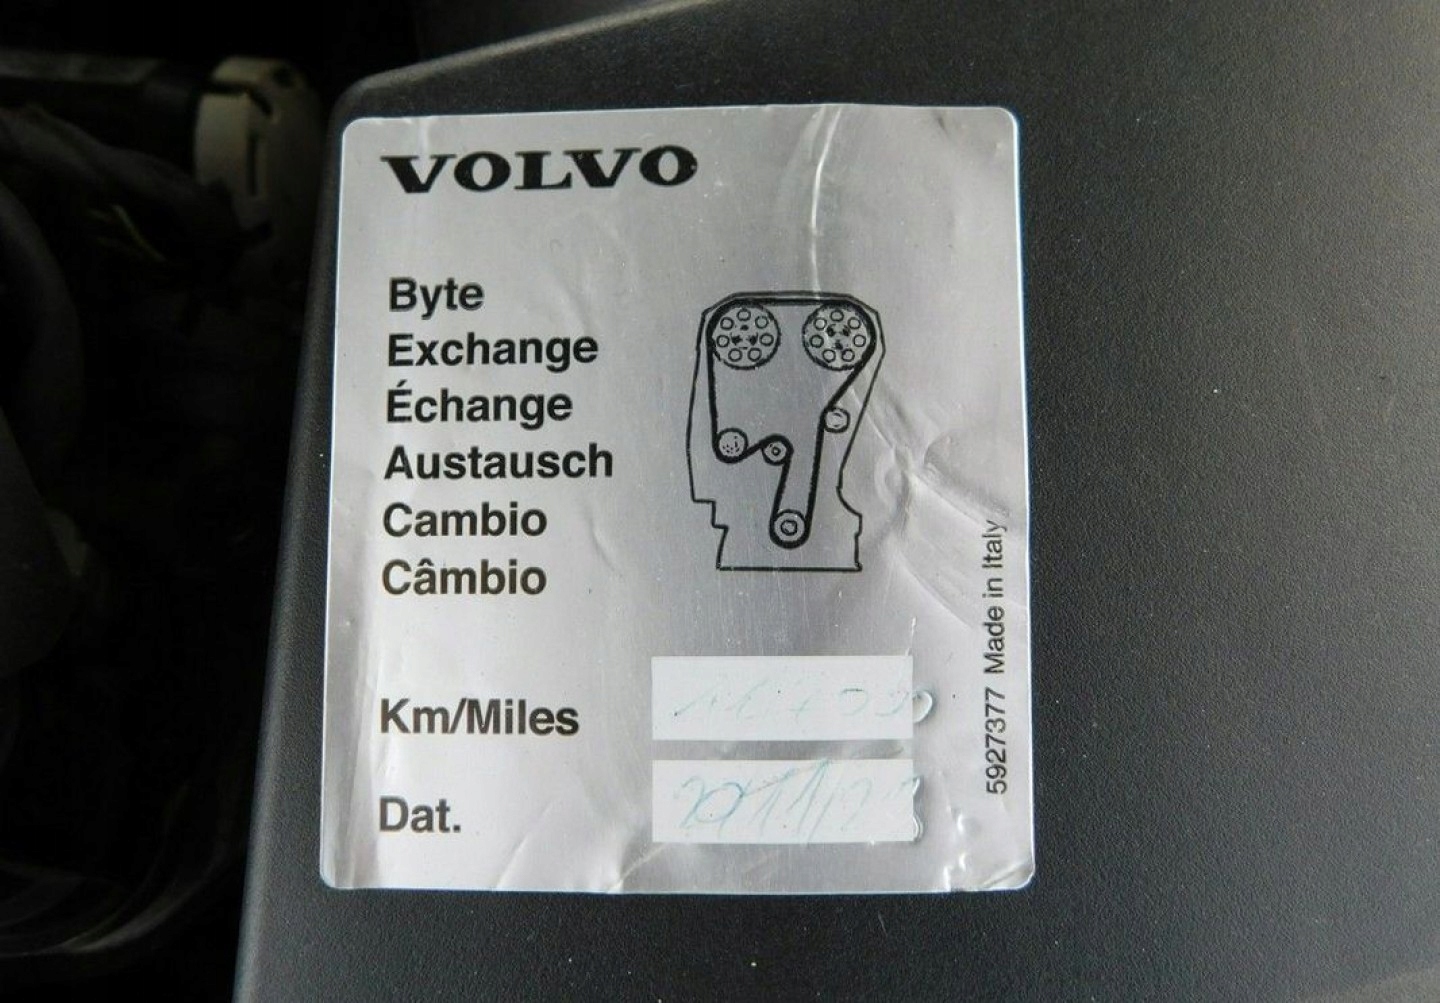 VOLVO
Byte
Exchange
Échange
Austausch
Cambio
Câmbio
Km/Miles
Dat.
5927377 Made in Italy